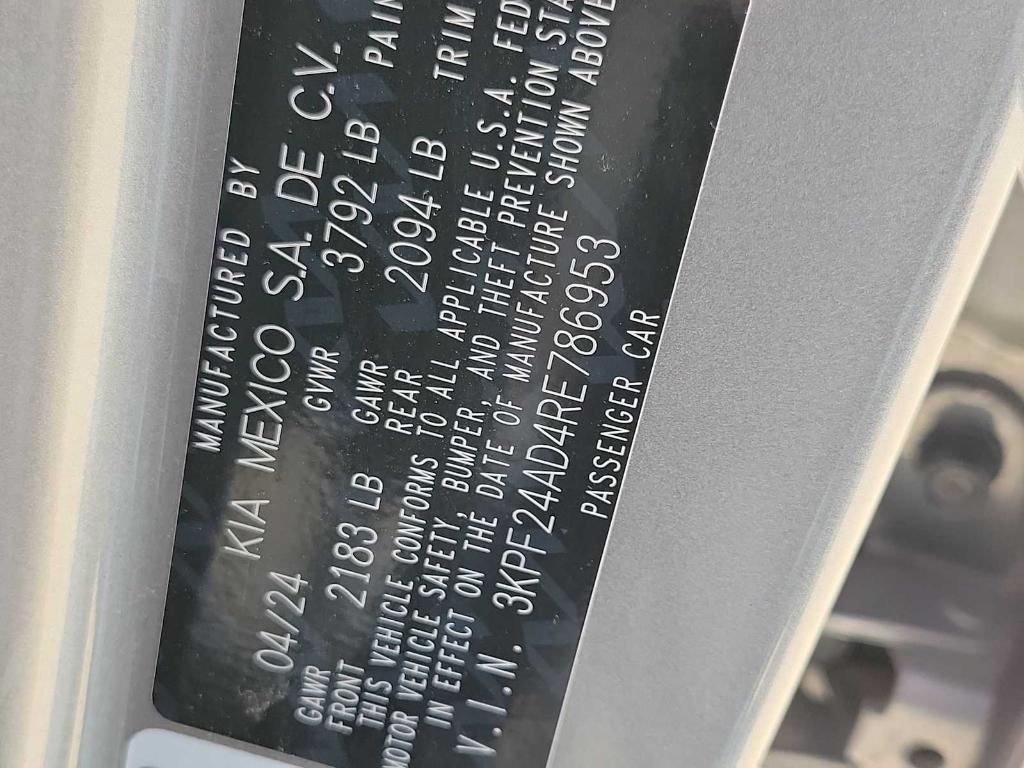 MANUFACTURED BY
04/24 KIA MEXICO S.A. DE C.V.
GVWR 3792 LB
GAWR FRONT 2183 LB GAWR REAR 2094 LB TRIM
THIS VEHICLE CONFORMS TO ALL APPLICABLE U.S.A. FED
MOTOR VEHICLE SAFETY, BUMPER, AND THEFT PREVENTION STA
IN EFFECT ON THE DATE OF MANUFACTURE SHOWN ABOVE
V.I.N. 3KPF24AD4RE786953
PASSENGER CAR